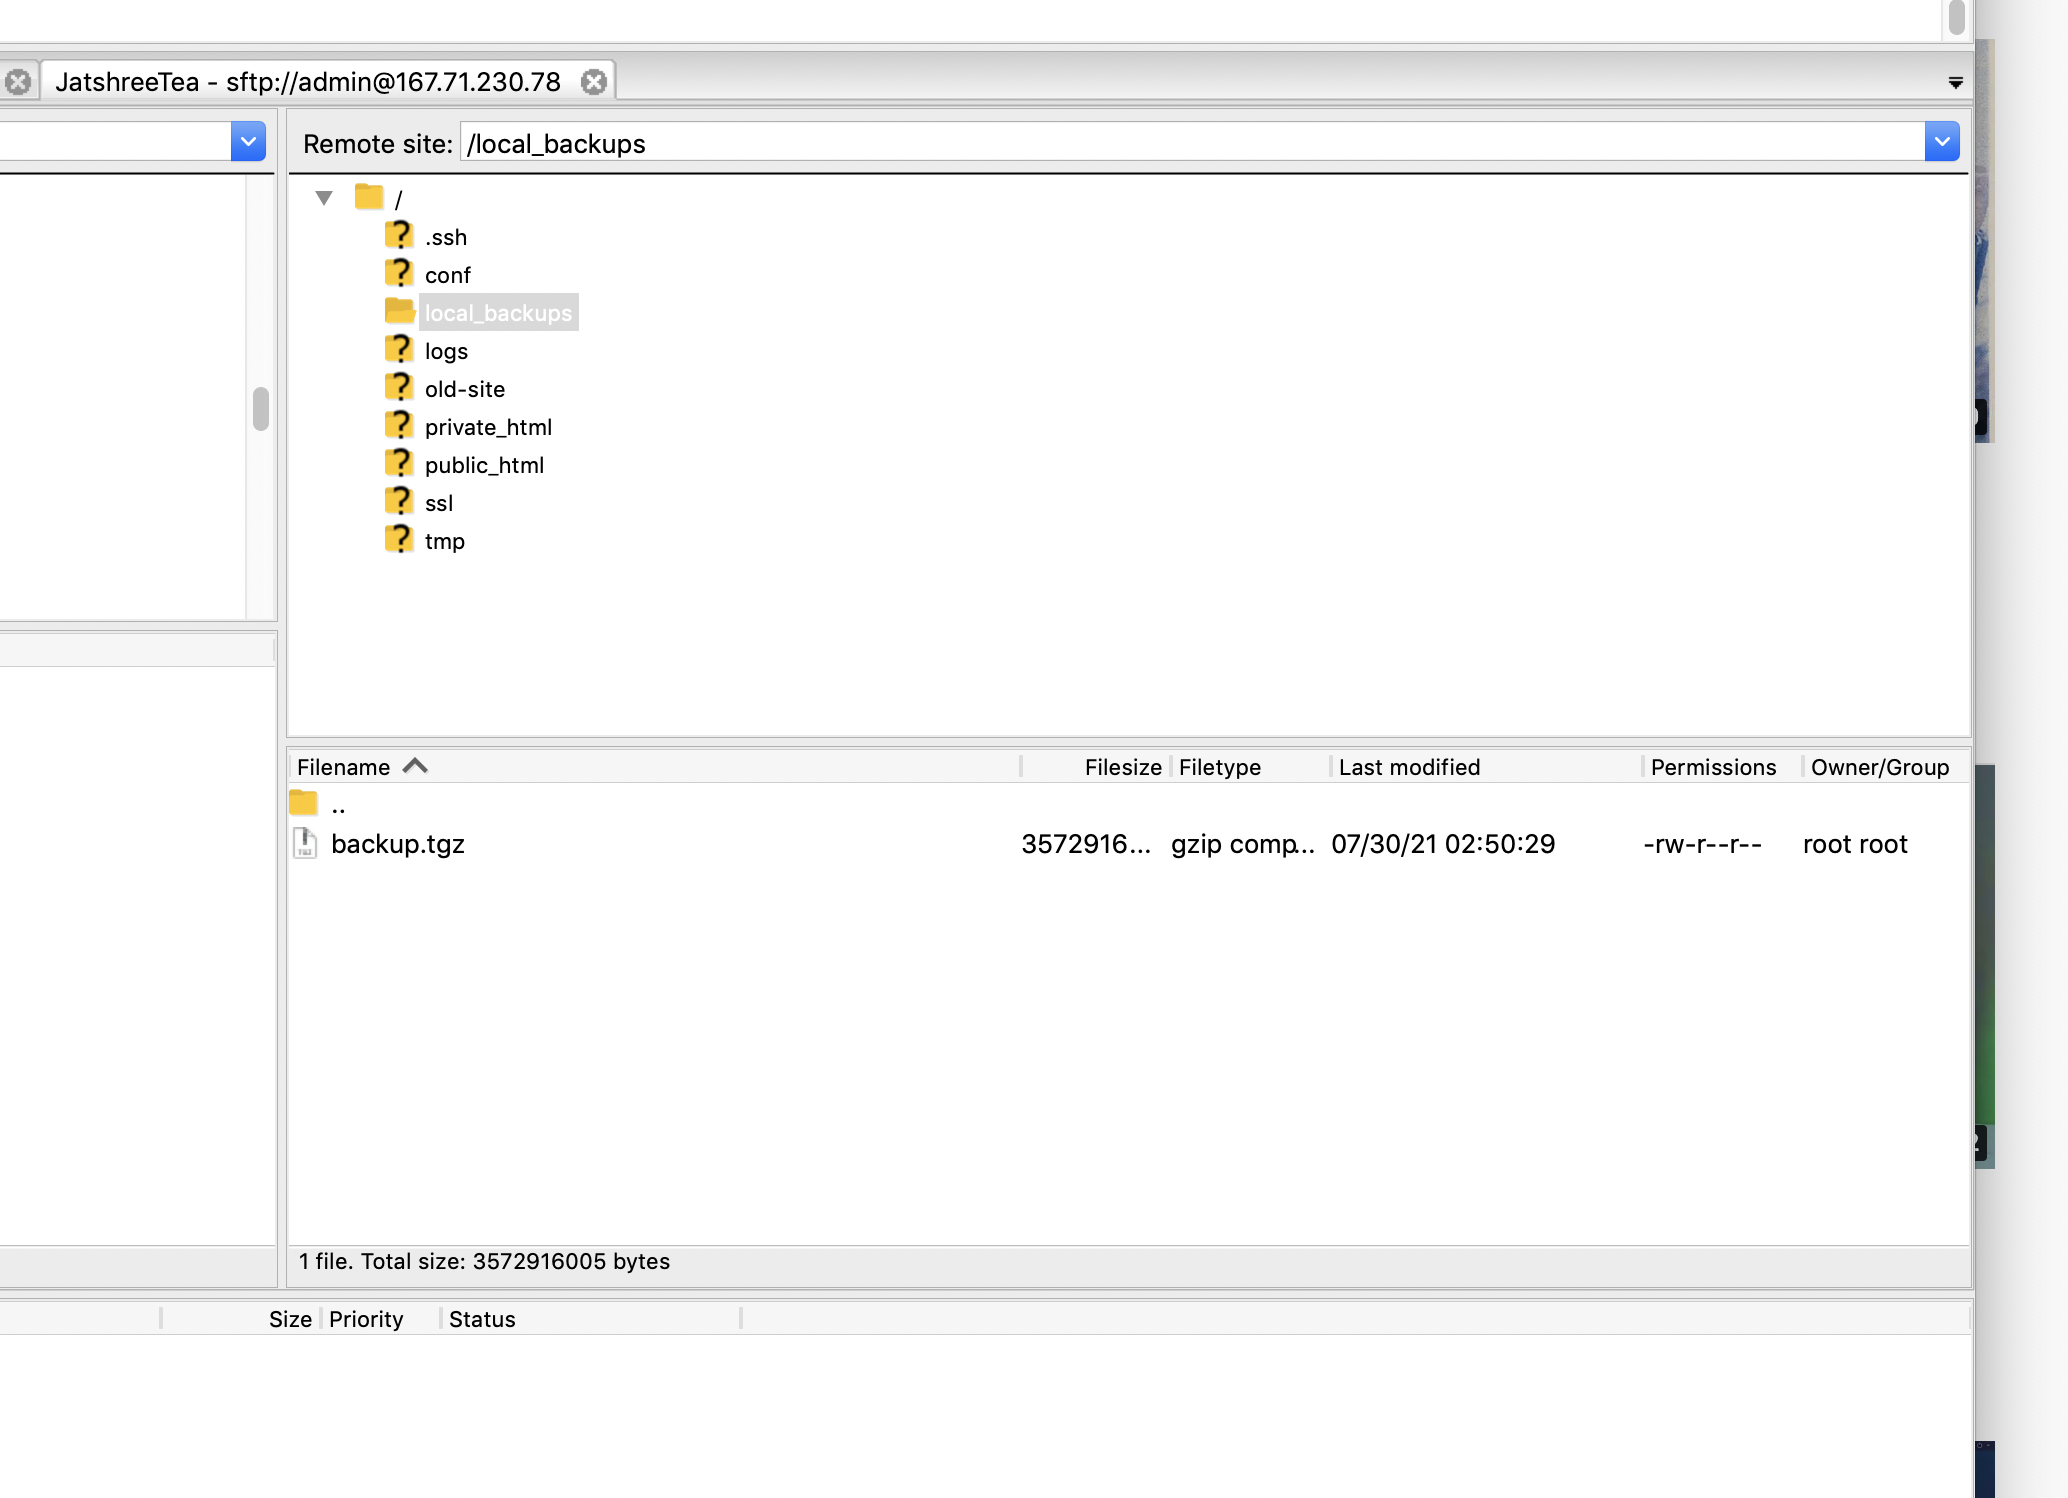 JatshreeTea - sftp://admin@167.71.230.78
Remote site: /local_backups
/
.ssh
conf
local_backups
logs
old-site
private_html
public_html
ssl
tmp
Filename Filesize Filetype Last modified Permissions Owner/Group
..
backup.tgz 3572916... gzip comp... 07/30/21 02:50:29 -rw-r--r-- root root
1 file. Total size: 3572916005 bytes
Size Priority Status